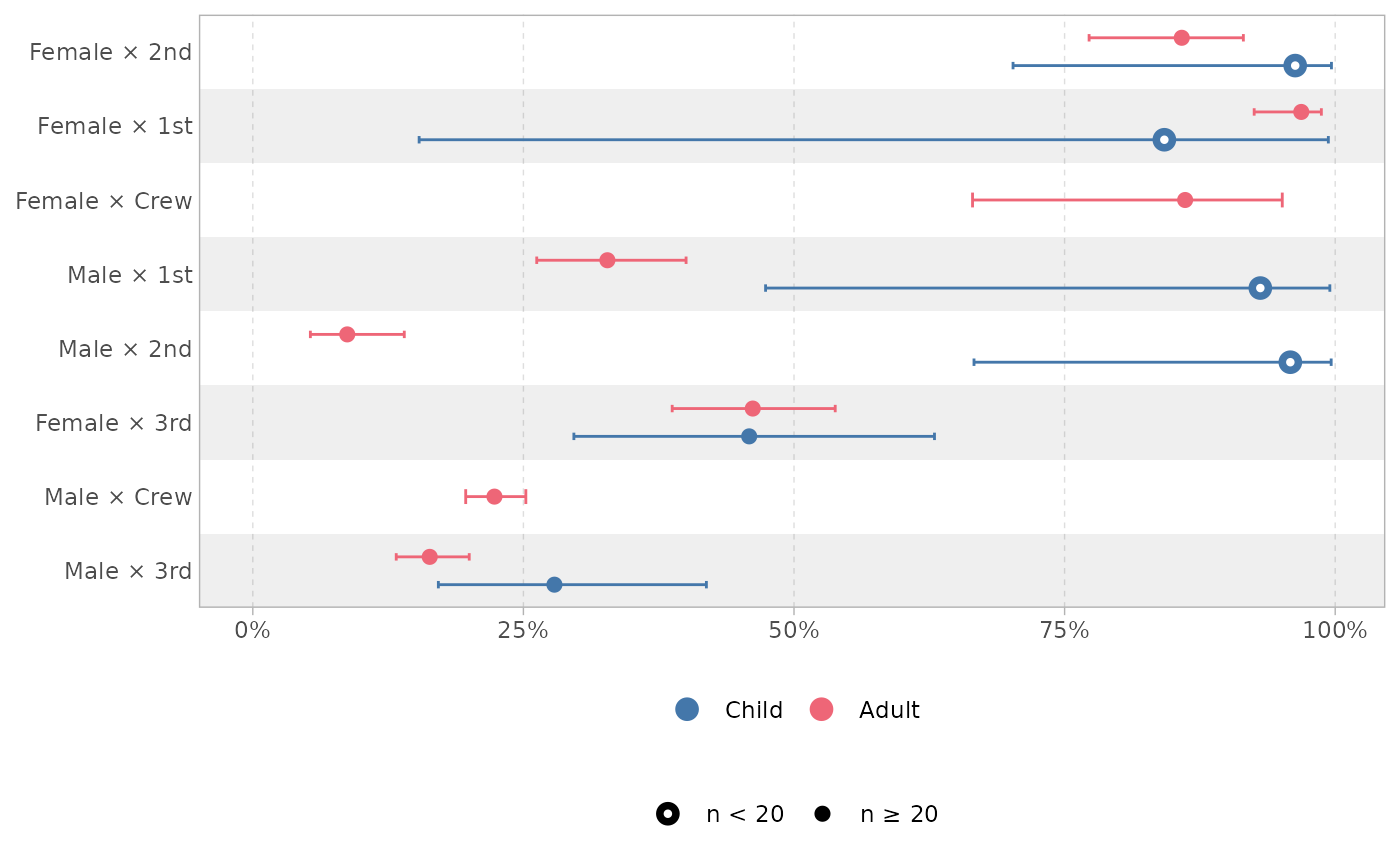 Female × 2nd
Female × 1st
Female × Crew
Male × 1st
Male × 2nd
Female × 3rd
Male × Crew
Male × 3rd
0% 25% 50% 75% 100%
Child Adult
n < 20 n ≥ 20